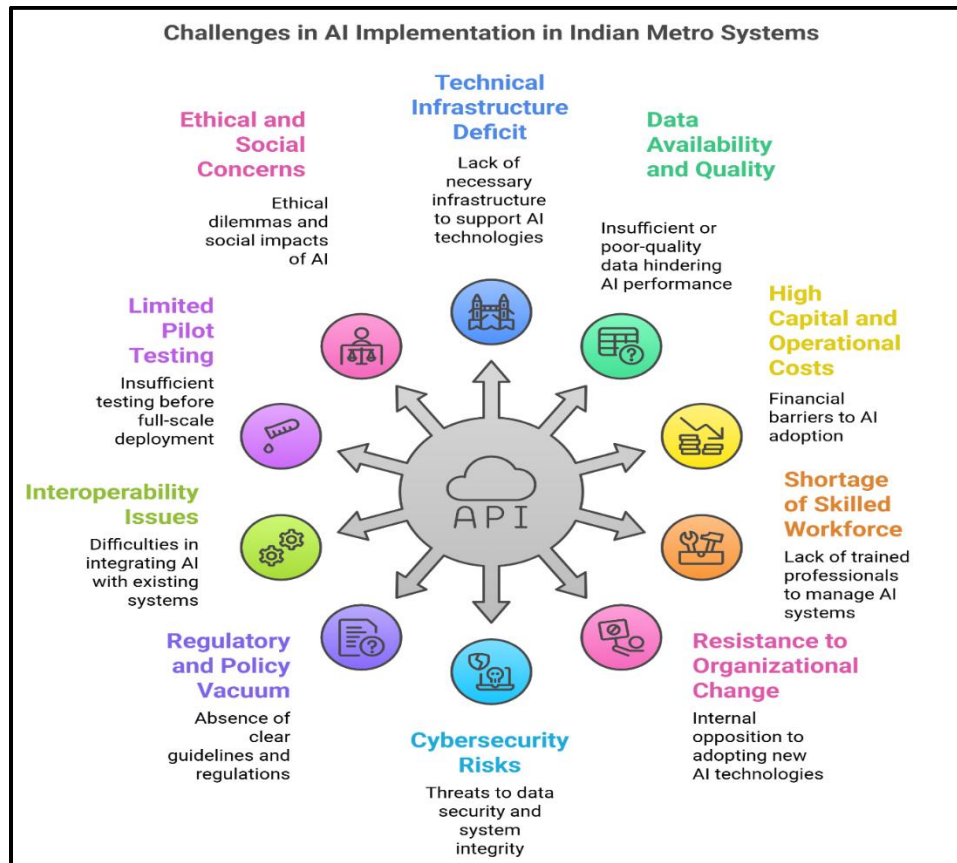 Challenges in AI Implementation in Indian Metro Systems
Technical
Infrastructure
Deficit
Lack of
necessary
infrastructure
to support AI
technologies
Data
Availability
and Quality
Insufficient or
poor-quality
data hindering
AI performance
High
Capital and
Operational
Costs
Financial
barriers to AI
adoption
Shortage
of Skilled
Workforce
Lack of trained
professionals
to manage AI
systems
Resistance to
Organizational
Change
Internal
opposition to
adopting new
AI technologies
Cybersecurity
Risks
Threats to data
security and
system
integrity
Regulatory
and Policy
Vacuum
Absence of
clear
guidelines and
regulations
Interoperability
Issues
Difficulties in
integrating AI
with existing
systems
Limited
Pilot
Testing
Insufficient
testing before
full-scale
deployment
Ethical and
Social
Concerns
Ethical
dilemmas and
social impacts
of AI
API